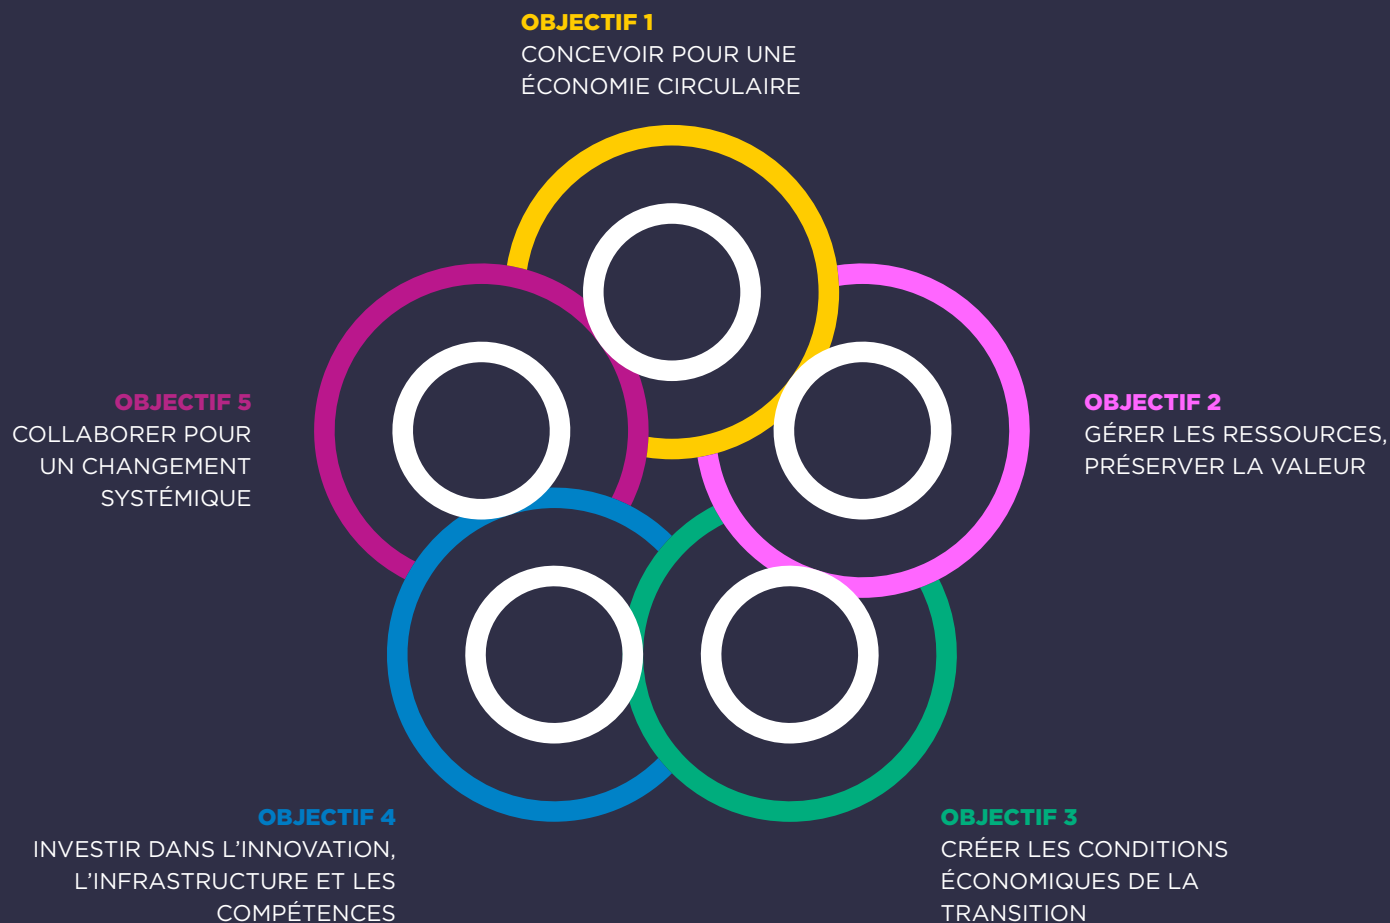 OBJECTIF 1
CONCEVOIR POUR UNE
ÉCONOMIE CIRCULAIRE
OBJECTIF 2
GÉRER LES RESSOURCES,
PRÉSERVER LA VALEUR
OBJECTIF 3
CRÉER LES CONDITIONS
ÉCONOMIQUES DE LA
TRANSITION
OBJECTIF 4
INVESTIR DANS L’INNOVATION,
L’INFRASTRUCTURE ET LES
COMPÉTENCES
OBJECTIF 5
COLLABORER POUR
UN CHANGEMENT
SYSTÉMIQUE